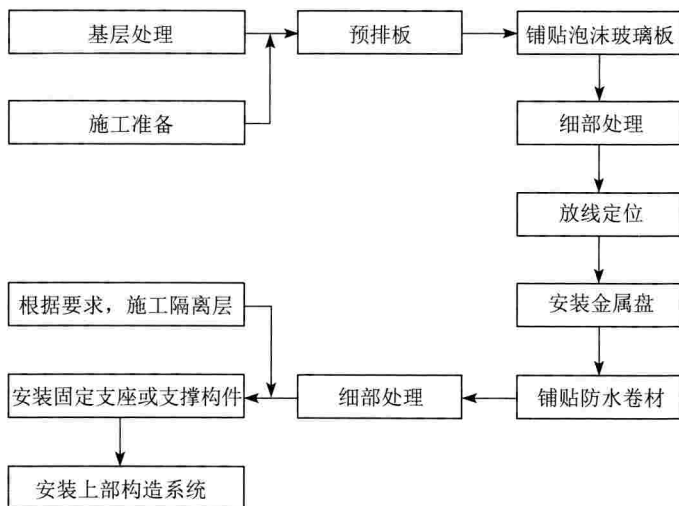 基层处理
预排板
铺贴泡沫玻璃板
施工准备
细部处理
放线定位
根据要求，施工隔离层
安装金属盘
安装固定支座或支撑构件
细部处理
铺贴防水卷材
安装上部构造系统